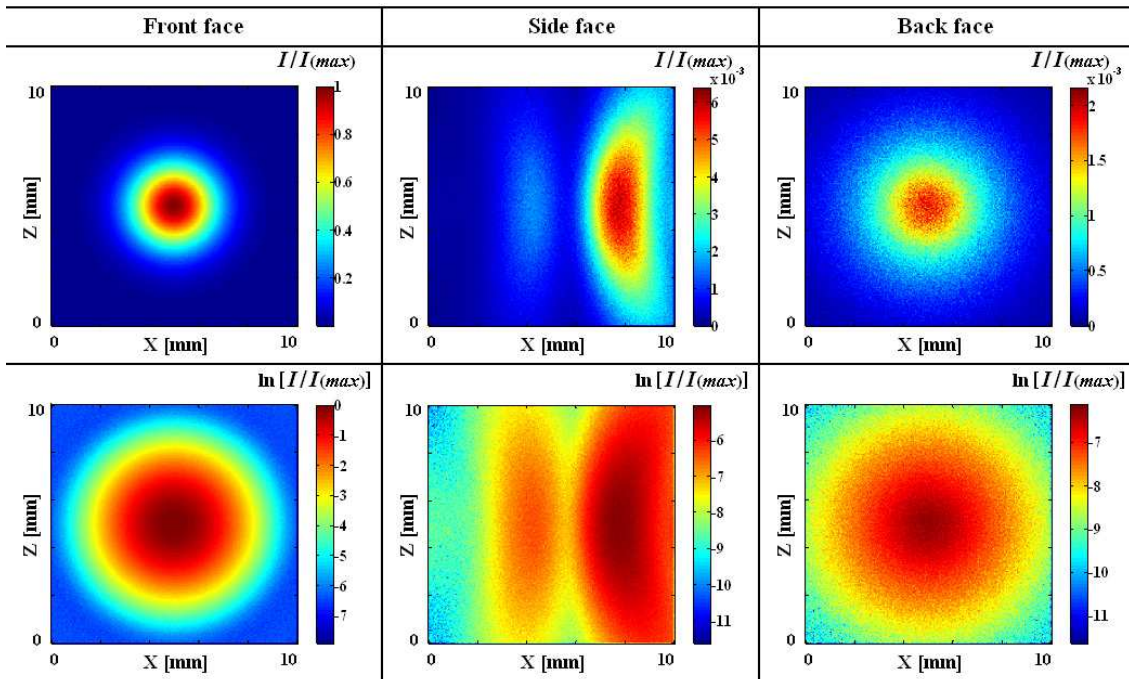 Front face
Side face
Back face
I/I(max)
10
Z [mm]
0
0
X [mm]
10
1
0.8
0.6
0.4
0.2
I/I(max)
x10⁻³
10
Z [mm]
0
0
X [mm]
10
6
5
4
3
2
1
0
I/I(max)
x10⁻³
10
Z [mm]
0
0
X [mm]
10
2
1.5
1
0.5
0
ln [I/I(max)]
10
Z [mm]
0
0
X [mm]
10
0
-1
-2
-3
-4
-5
-6
-7
ln [I/I(max)]
10
Z [mm]
0
0
X [mm]
10
-6
-7
-8
-9
-10
-11
ln [I/I(max)]
10
Z [mm]
0
0
X [mm]
10
-7
-8
-9
-10
-11